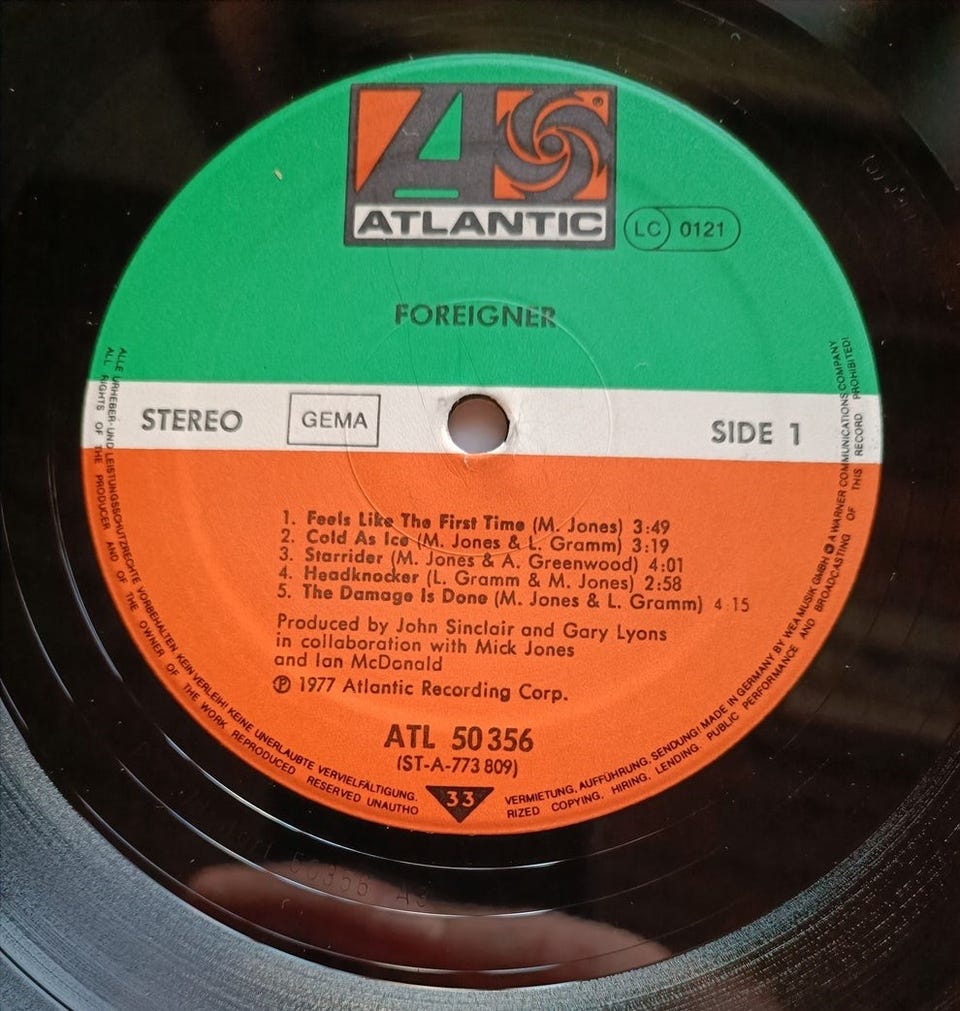 ATLANTIC
®
LC 0121
FOREIGNER
STEREO
GEMA
SIDE 1
1. Feels Like The First Time (M. Jones) 3:49
2. Cold As Ice (M. Jones & L. Gramm) 3:19
3. Starrider (M. Jones & A. Greenwood) 4:01
4. Headknocker (L. Gramm & M. Jones) 2:58
5. The Damage Is Done (M. Jones & L. Gramm) 4:15
Produced by John Sinclair and Gary Lyons
in collaboration with Mick Jones
and Ian McDonald
℗ 1977 Atlantic Recording Corp.
ATL 50 356
(ST-A-773 809)
33
ALLE URHEBER- UND LEISTUNGSSCHUTZRECHTE VORBEHALTEN KEIN VERLEIH! KEINE UNERLAUBTE VERVIELFÄLTIGUNG. VERMIETUNG, AUFFÜHRUNG, SENDUNG! MADE IN GERMANY BY WEA MUSIK GMBH A WARNER COMMUNICATIONS COMPANY
ALL RIGHTS OF THE PRODUCER AND OF THE OWNER OF THE WORK REPRODUCED RESERVED UNAUTHO RIZED COPYING, HIRING, LENDING, PUBLIC PERFORMANCE AND BROADCASTING OF THIS RECORD PROHIBITED!
50356 A3